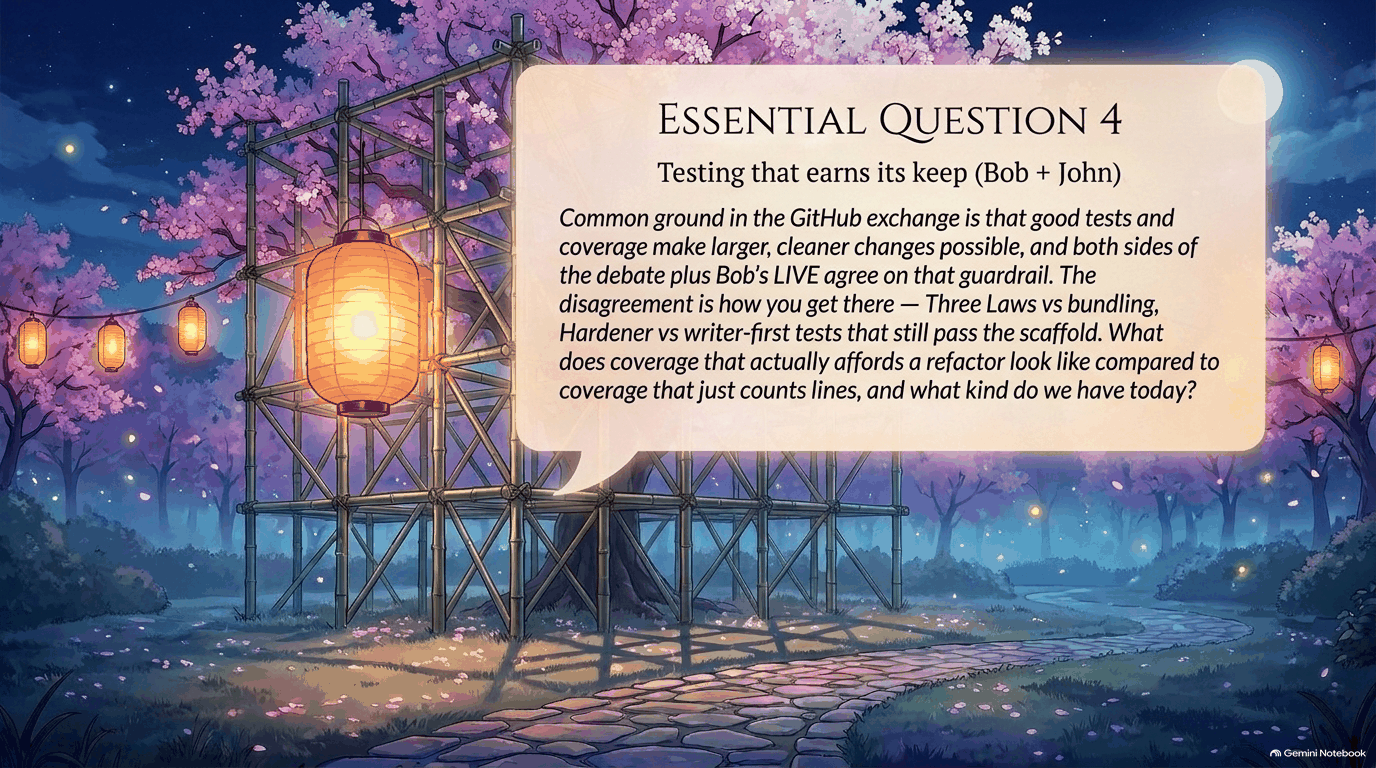 Essential Question 4
Testing that earns its keep (Bob + John)
Common ground in the GitHub exchange is that good tests and
coverage make larger, cleaner changes possible, and both sides of
the debate plus Bob's LIVE agree on that guardrail. The
disagreement is how you get there — Three Laws vs bundling,
Hardener vs writer-first tests that still pass the scaffold. What
does coverage that actually affords a refactor look like compared to
coverage that just counts lines, and what kind do we have today?
Gemini Notebook